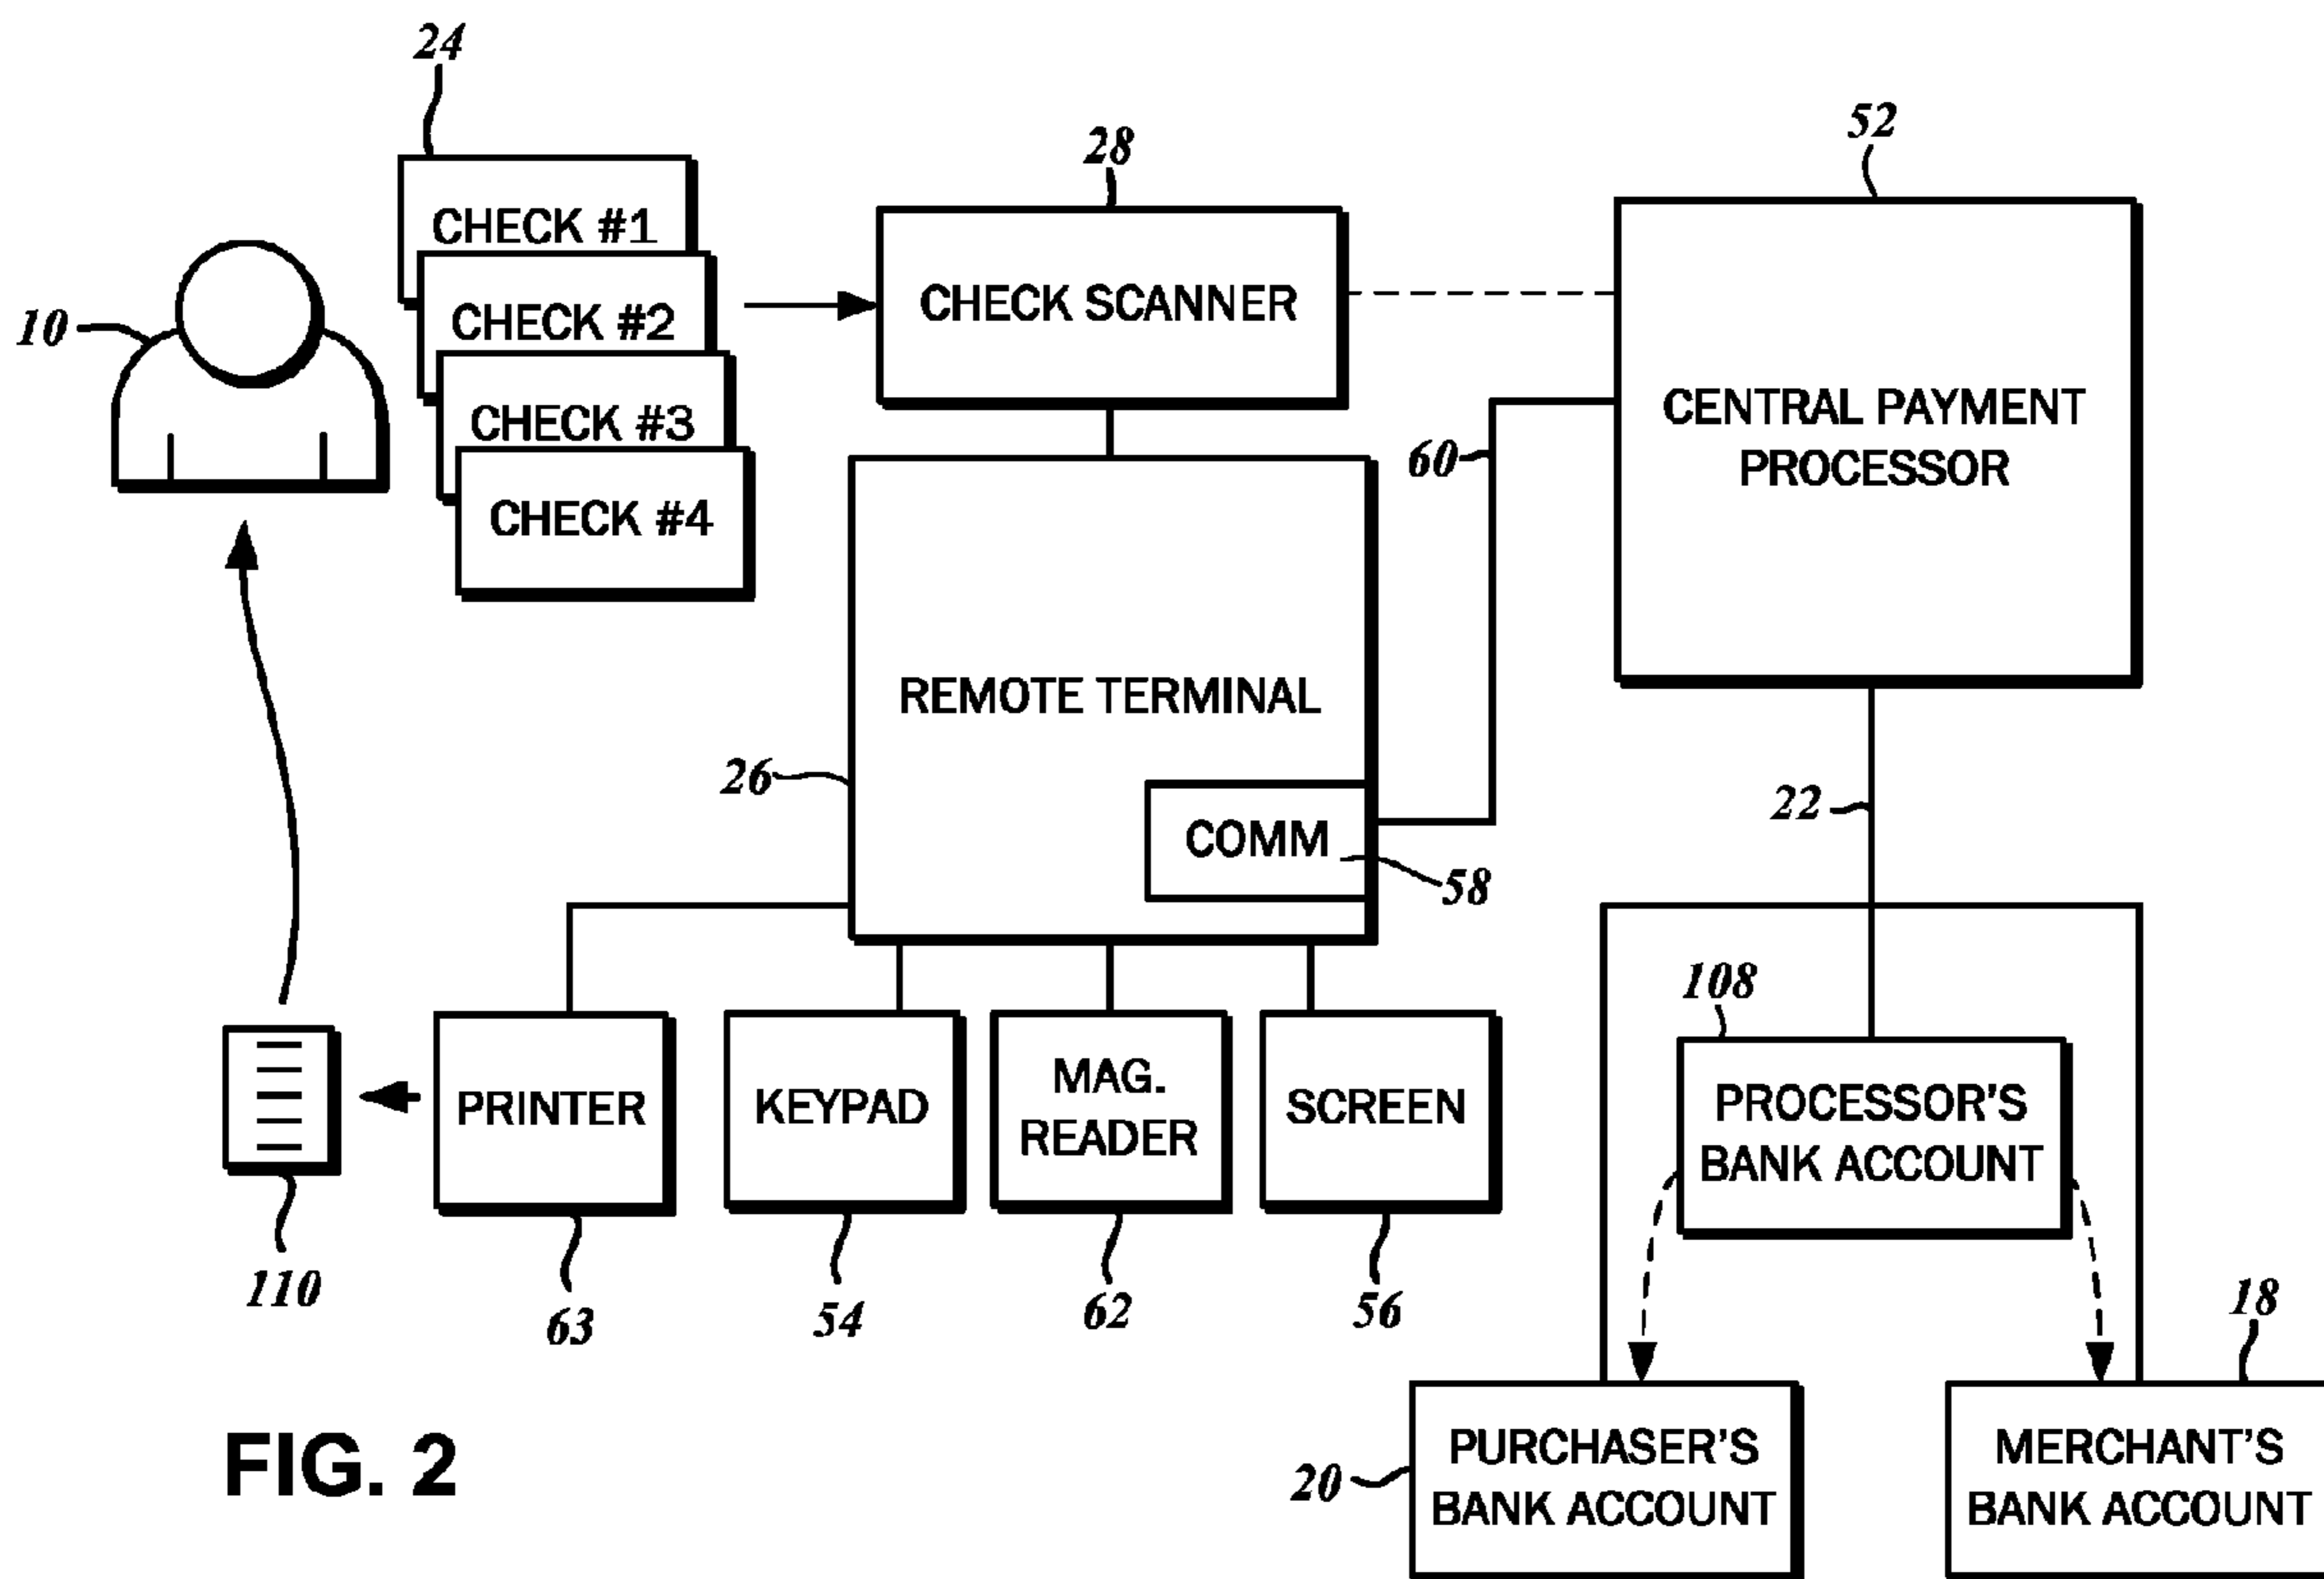 24
28
52
10
CHECK #1
CHECK #2
CHECK #3
CHECK #4
CHECK SCANNER
CENTRAL PAYMENT
PROCESSOR
60
REMOTE TERMINAL
26
COMM
58
22
108
PRINTER
KEYPAD
MAG.
READER
SCREEN
PROCESSOR'S
BANK ACCOUNT
110
63
54
62
56
18
FIG. 2
20
PURCHASER'S
BANK ACCOUNT
MERCHANT'S
BANK ACCOUNT